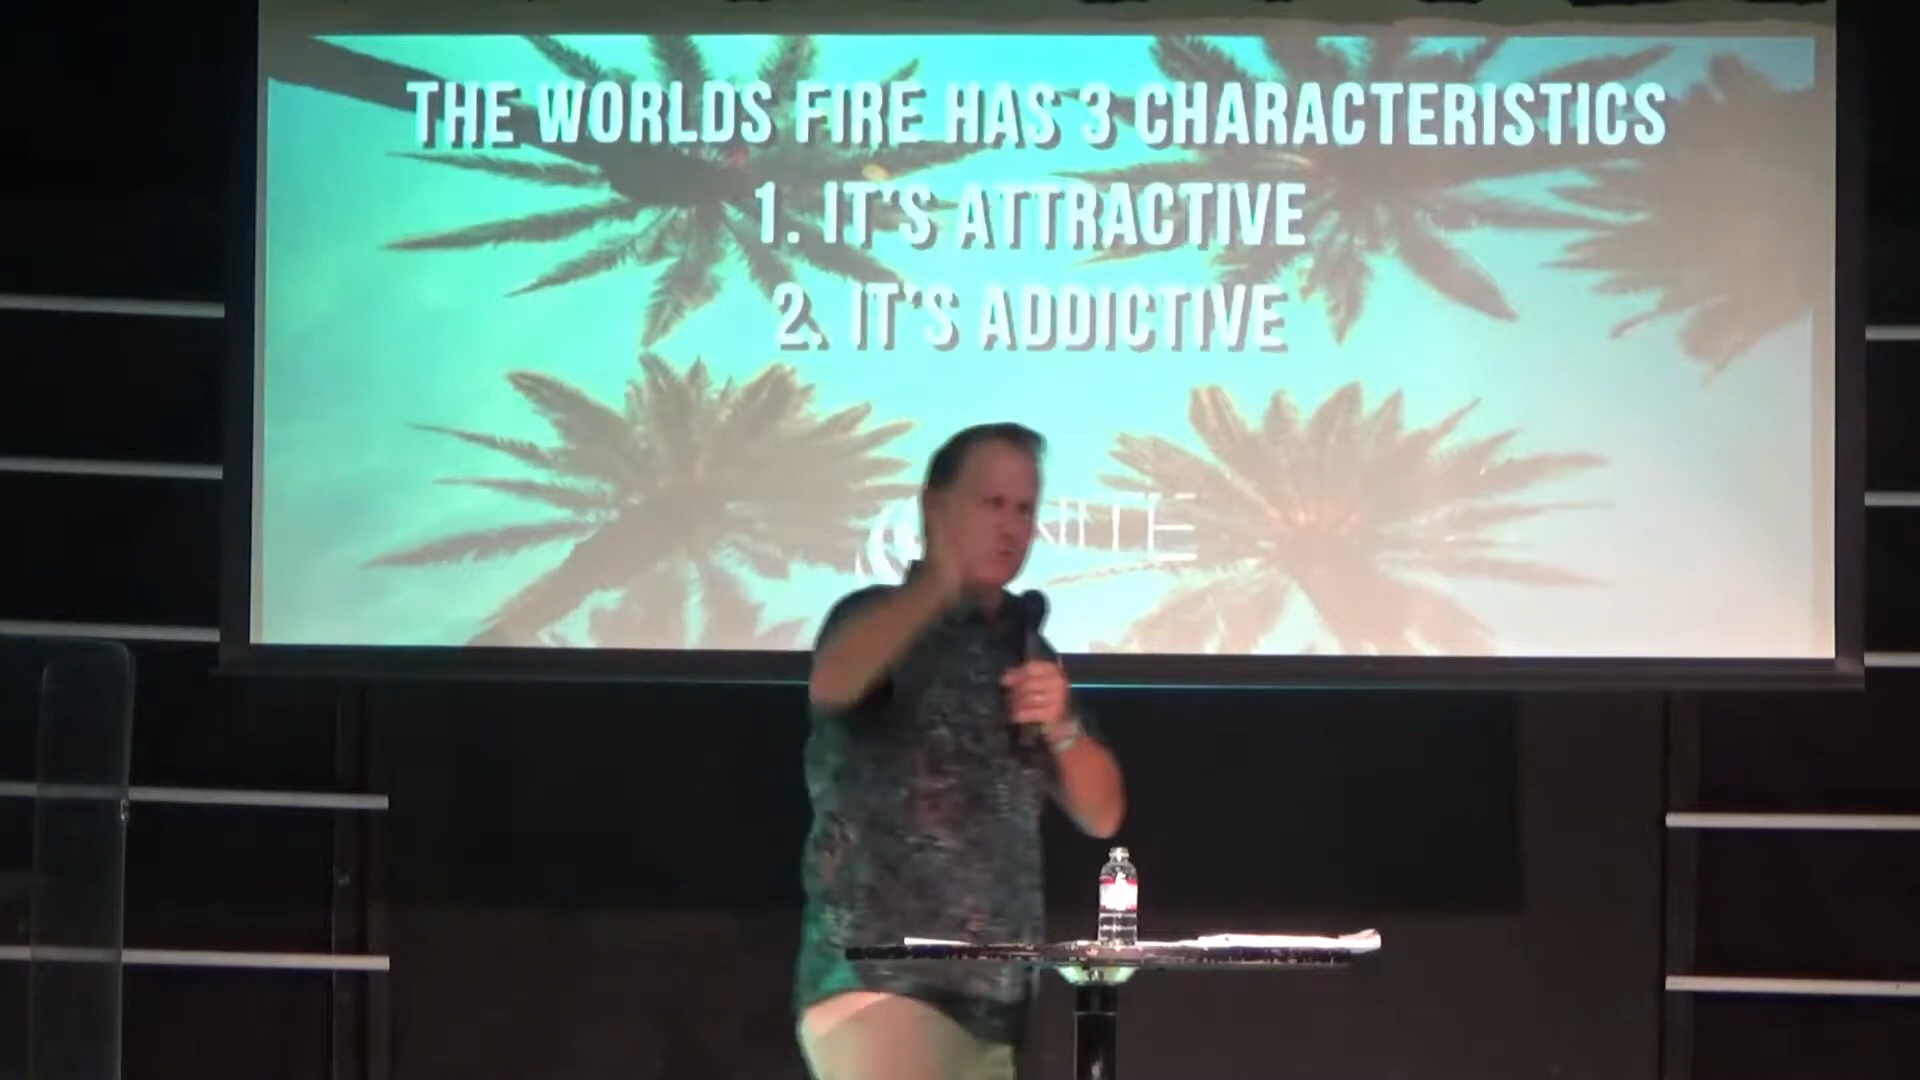 THE WORLDS FIRE HAS 3 CHARACTERISTICS
1. IT'S ATTRACTIVE
2. IT'S ADDICTIVE